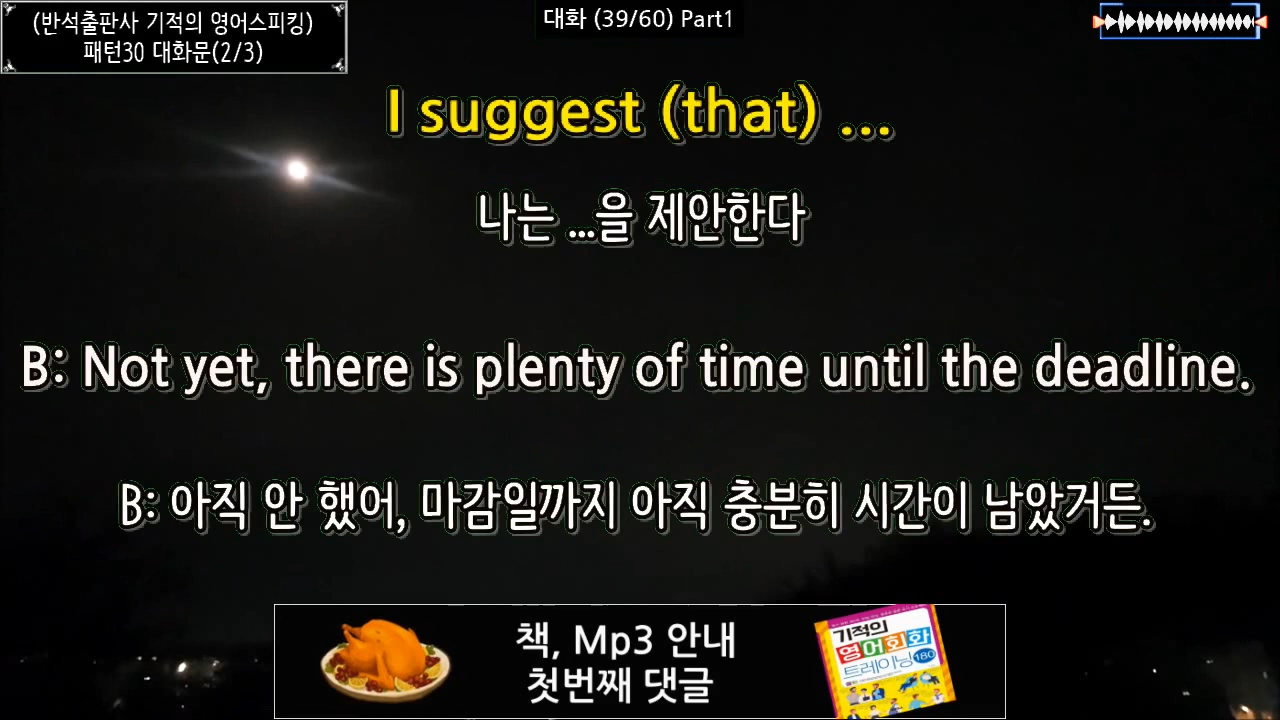 (반석출판사 기적의 영어스피킹)
패턴30 대화문(2/3)
대화 (39/60) Part1
I suggest (that) ...
나는 ...을 제안한다
B: Not yet, there is plenty of time until the deadline.
B: 아직 안 했어, 마감일까지 아직 충분히 시간이 남았거든.
책, Mp3 안내
첫번째 댓글
기적의
영어회화
트레이닝 180